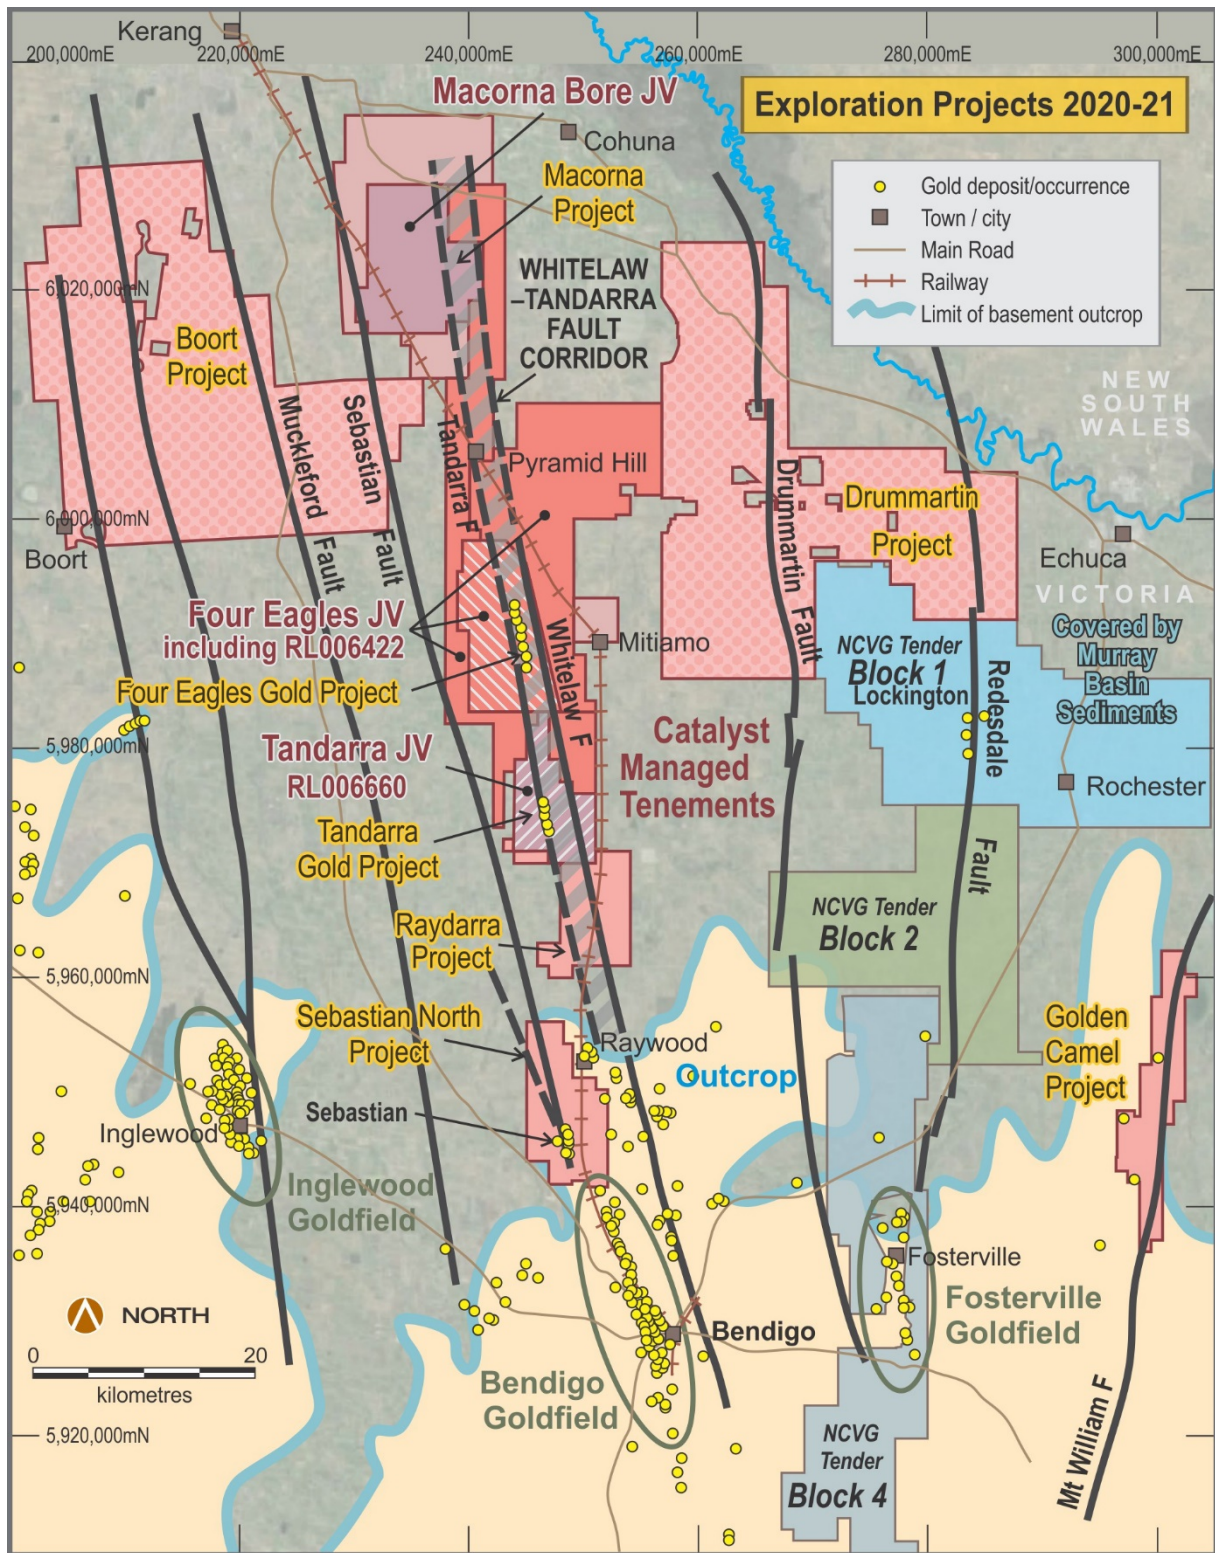 Kerang
200,000mE
220,000mE
240,000mE
260,000mE
280,000mE
300,000mE
Macorna Bore JV
Exploration Projects 2020-21
Cohuna
Macorna
Project
Gold deposit/occurrence
Town / city
Main Road
Railway
Limit of basement outcrop
WHITELAW
–TANDARRA
FAULT
CORRIDOR
6,020,000mN
Boort
Project
NEW
SOUTH
WALES
Muckleford
Fault
Sebastian
Fault
Tandarra F
Pyramid Hill
Drummartin
Fault
Drummartin
Project
6,000,000mN
Boort
Echuca
VICTORIA
Four Eagles JV
including RL006422
Whitelaw F
Mitiamo
NCVG Tender
Block 1
Lockington
Redesdale
Fault
Covered by
Murray
Basin
Sediments
Four Eagles Gold Project
5,980,000mN
Tandarra JV
RL006660
Catalyst
Managed
Tenements
Rochester
Tandarra
Gold Project
NCVG Tender
Block 2
Raydarra
Project
5,960,000mN
Sebastian North
Project
Raywood
Outcrop
Golden
Camel
Project
Sebastian
Inglewood
Inglewood
Goldfield
5,940,000mN
Fosterville
Fosterville
Goldfield
NORTH
0
20
kilometres
Bendigo
Bendigo
Goldfield
5,920,000mN
NCVG
Tender
Block 4
Mt William F